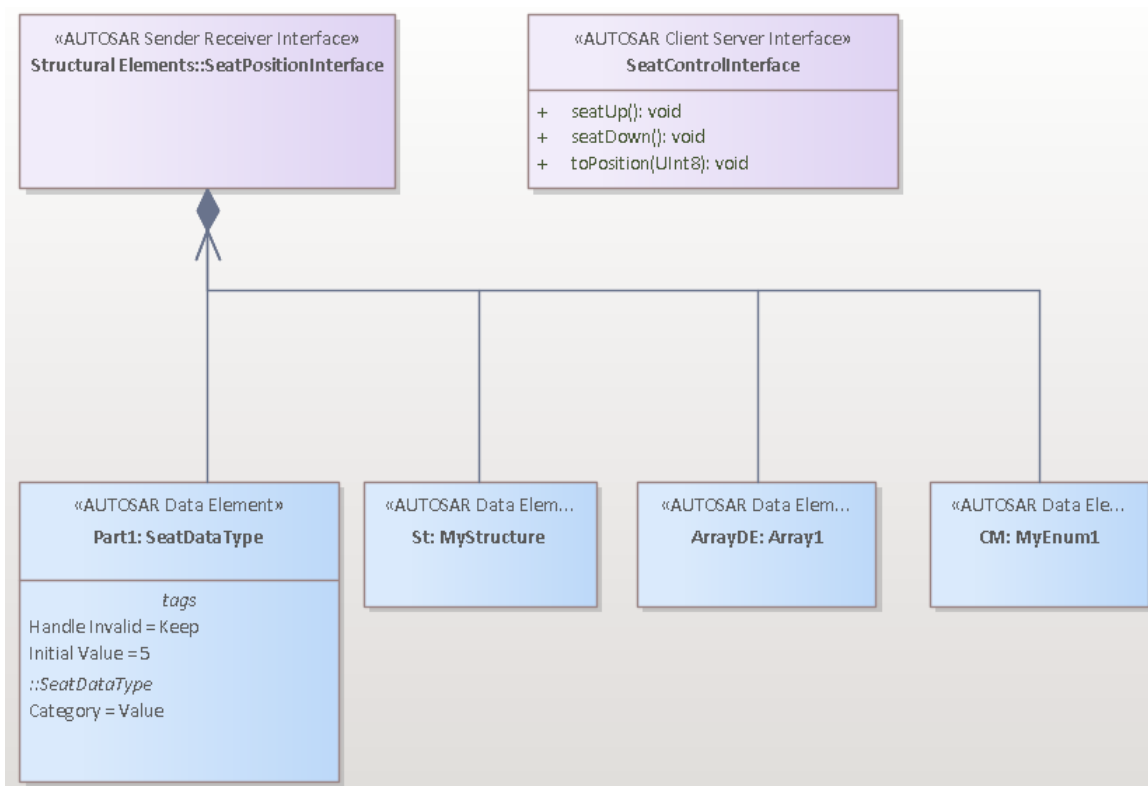 «AUTOSAR Sender Receiver Interface»
Structural Elements::SeatPositionInterface
«AUTOSAR Client Server Interface»
SeatControlInterface
+ seatUp(): void
+ seatDown(): void
+ toPosition(UInt8): void
«AUTOSAR Data Element»
Part1: SeatDataType
tags
Handle Invalid = Keep
Initial Value = 5
::SeatDataType
Category = Value
«AUTOSAR Data Elem...
St: MyStructure
«AUTOSAR Data Elem...
ArrayDE: Array1
«AUTOSAR Data Ele...
CM: MyEnum1